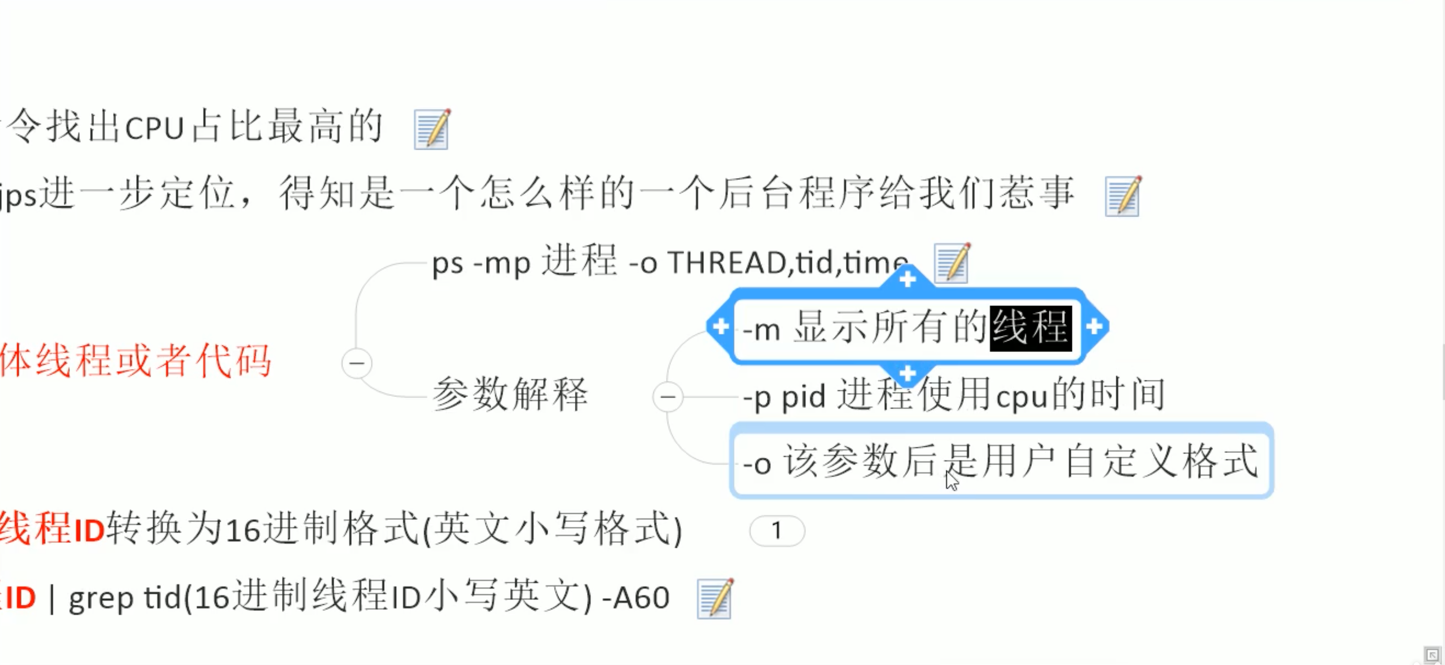 令找出CPU占比最高的
jps进一步定位，得知是一个怎么样的一个后台程序给我们惹事
ps -mp 进程 -o THREAD,tid,time
-m 显示所有的线程
体线程或者代码
参数解释
-p pid 进程使用cpu的时间
-o 该参数后是用户自定义格式
线程ID转换为16进制格式(英文小写格式)
1
ID | grep tid(16进制线程ID小写英文) -A60